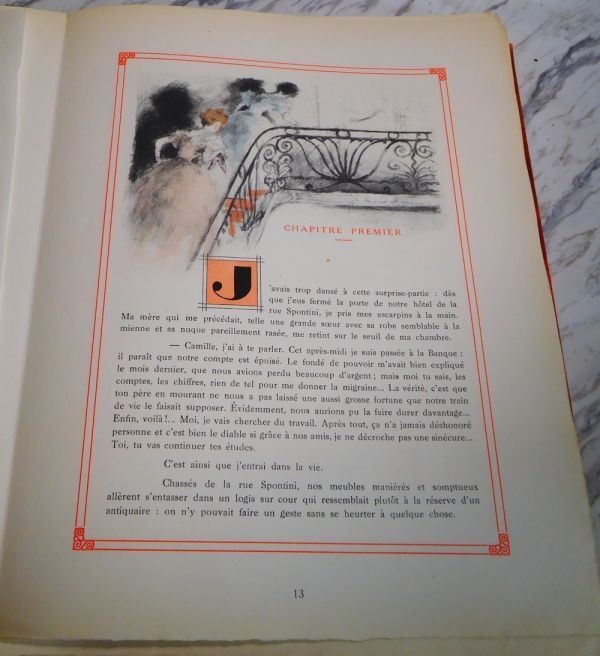 CHAPITRE PREMIER
J'avais trop dansé à cette surprise-partie : dès
que j'eus fermé la porte de notre hôtel de la
rue Spontini, je pris mes escarpins à la main.
Ma mère qui me précédait, telle une grande sœur avec sa robe semblable à la
mienne et sa nuque pareillement rasée, me retint sur le seuil de ma chambre.
— Camille, j'ai à te parler. Cet après-midi je suis passée à la Banque :
il paraît que notre compte est épuisé. Le fondé de pouvoir m'avait bien expliqué
le mois dernier, que nous avions perdu beaucoup d'argent ; mais moi tu sais, les
comptes, les chiffres, rien de tel pour me donner la migraine... La vérité, c'est que
ton père en mourant ne nous a pas laissé une aussi grosse fortune que notre train
de vie le faisait supposer. Évidemment, nous aurions pu la faire durer davantage...
Enfin, voilà !... Moi, je vais chercher du travail. Après tout, ça n'a jamais déshonoré
personne et c'est bien le diable si grâce à nos amis, je ne décroche pas une sinécure...
Toi, tu vas continuer tes études.
C'est ainsi que j'entrai dans la vie.
Chassés de la rue Spontini, nos meubles maniérés et somptueux
allèrent s'entasser dans un logis sur cour qui ressemblait plutôt à la réserve d'un
antiquaire : on n'y pouvait faire un geste sans se heurter à quelque chose.
13